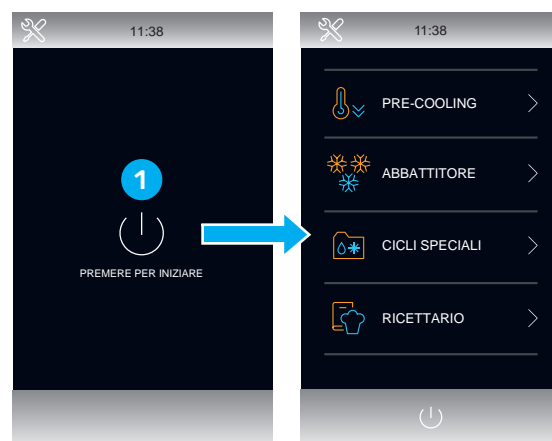 11:38
1
PREMERE PER INIZIARE
11:38
PRE-COOLING
ABBATTITORE
CICLI SPECIALI
RICETTARIO